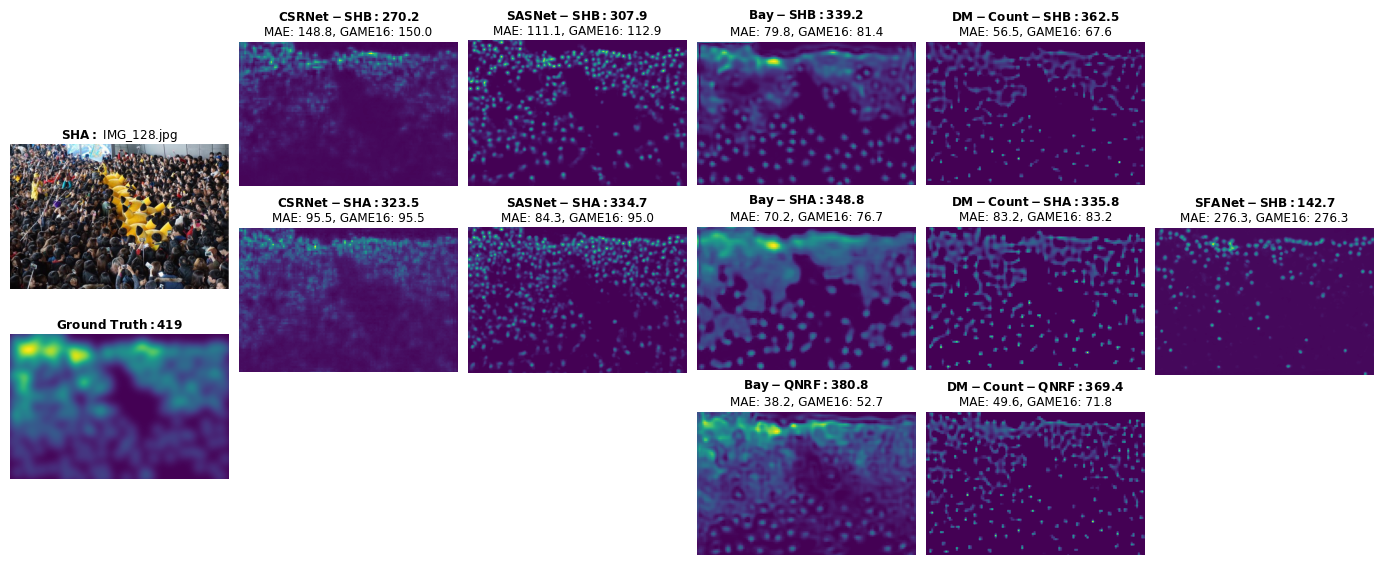 CSRNet-SHB: 270.2
MAE: 148.8, GAME16: 150.0
SASNet-SHB: 307.9
MAE: 111.1, GAME16: 112.9
Bay-SHB: 339.2
MAE: 79.8, GAME16: 81.4
DM-Count-SHB: 362.5
MAE: 56.5, GAME16: 67.6
SHA: IMG_128.jpg
CSRNet-SHA: 323.5
MAE: 95.5, GAME16: 95.5
SASNet-SHA: 334.7
MAE: 84.3, GAME16: 95.0
Bay-SHA: 348.8
MAE: 70.2, GAME16: 76.7
DM-Count-SHA: 335.8
MAE: 83.2, GAME16: 83.2
SFANet-SHB: 142.7
MAE: 276.3, GAME16: 276.3
Ground Truth: 419
Bay-QNRF: 380.8
MAE: 38.2, GAME16: 52.7
DM-Count-QNRF: 369.4
MAE: 49.6, GAME16: 71.8